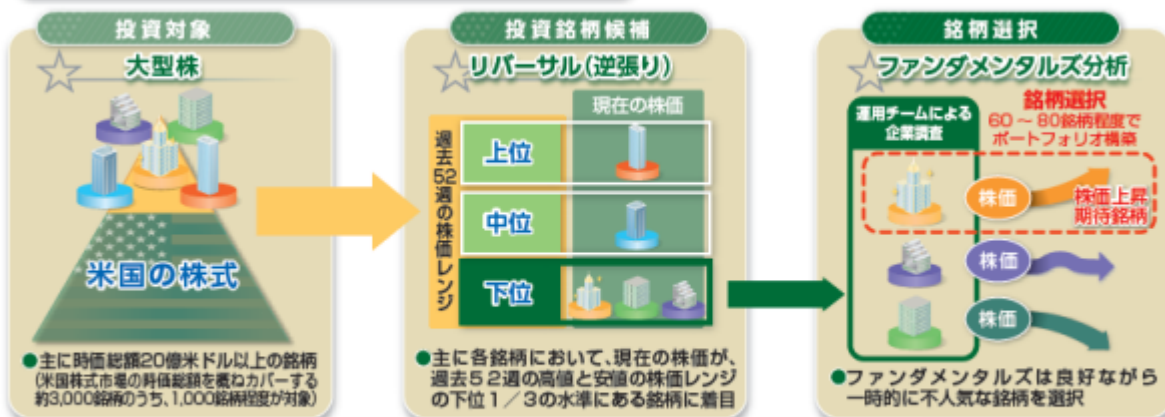 投資対象
大型株
米国の株式
●主に時価総額20億米ドル以上の銘柄
(米国株式市場の時価総額を概ねカバーする
約3,000銘柄のうち、1,000銘柄程度が対象)
投資銘柄候補
リバーサル(逆張り)
現在の株価
過去52週の株価レンジ
上位
中位
下位
●主に各銘柄において、現在の株価が、
過去52週の高値と安値の株価レンジ
の下位1/3の水準にある銘柄に着目
銘柄選択
ファンダメンタルズ分析
運用チームによる
企業調査
銘柄選択
60～80銘柄程度で
ポートフォリオ構築
株価
株価上昇
期待銘柄
株価
株価
●ファンダメンタルズは良好ながら
一時的に不人気な銘柄を選択